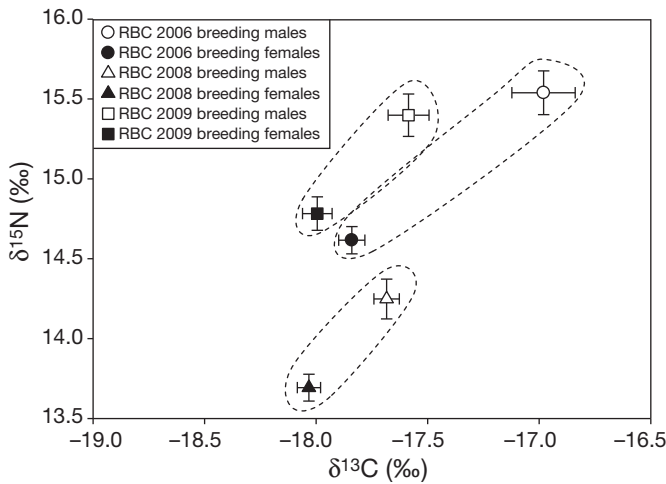 16.0
15.5
15.0
14.5
14.0
13.5
δ15N (‰)
RBC 2006 breeding males
RBC 2006 breeding females
RBC 2008 breeding males
RBC 2008 breeding females
RBC 2009 breeding males
RBC 2009 breeding females
–19.0 –18.5 –18.0 –17.5 –17.0 –16.5
δ13C (‰)